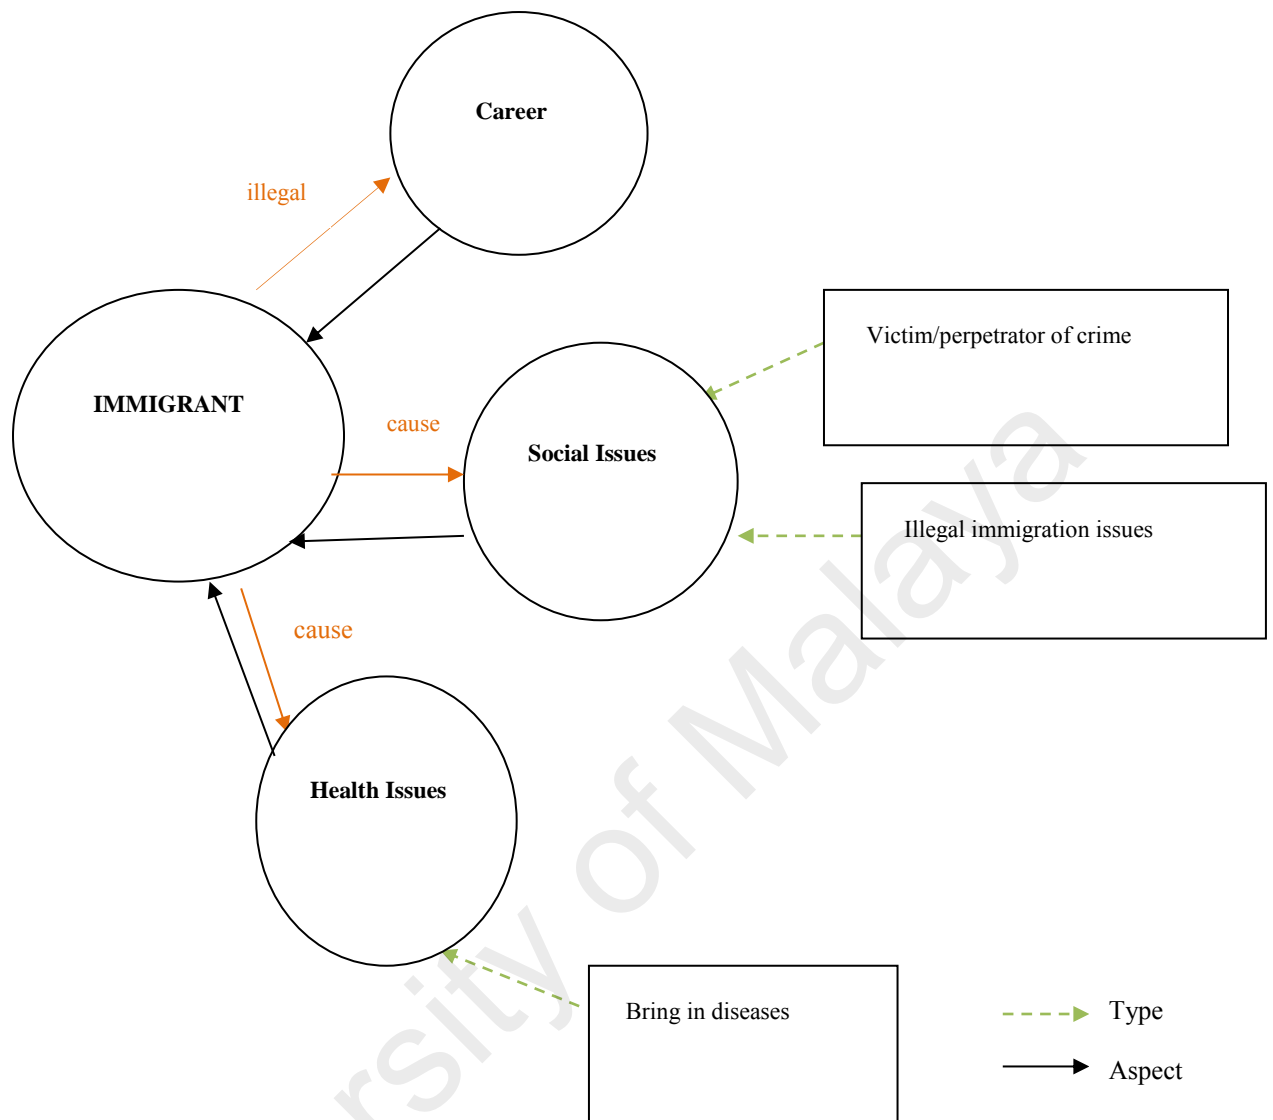 Career
illegal
Victim/perpetrator of crime
IMMIGRANT
cause
Social Issues
Illegal immigration issues
cause
Health Issues
Bring in diseases
Type
Aspect
rsity of Malaya